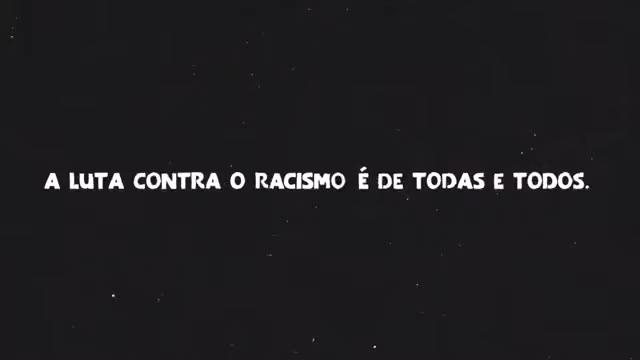 A LUTA CONTRA O RACISMO É DE TODAS E TODOS.